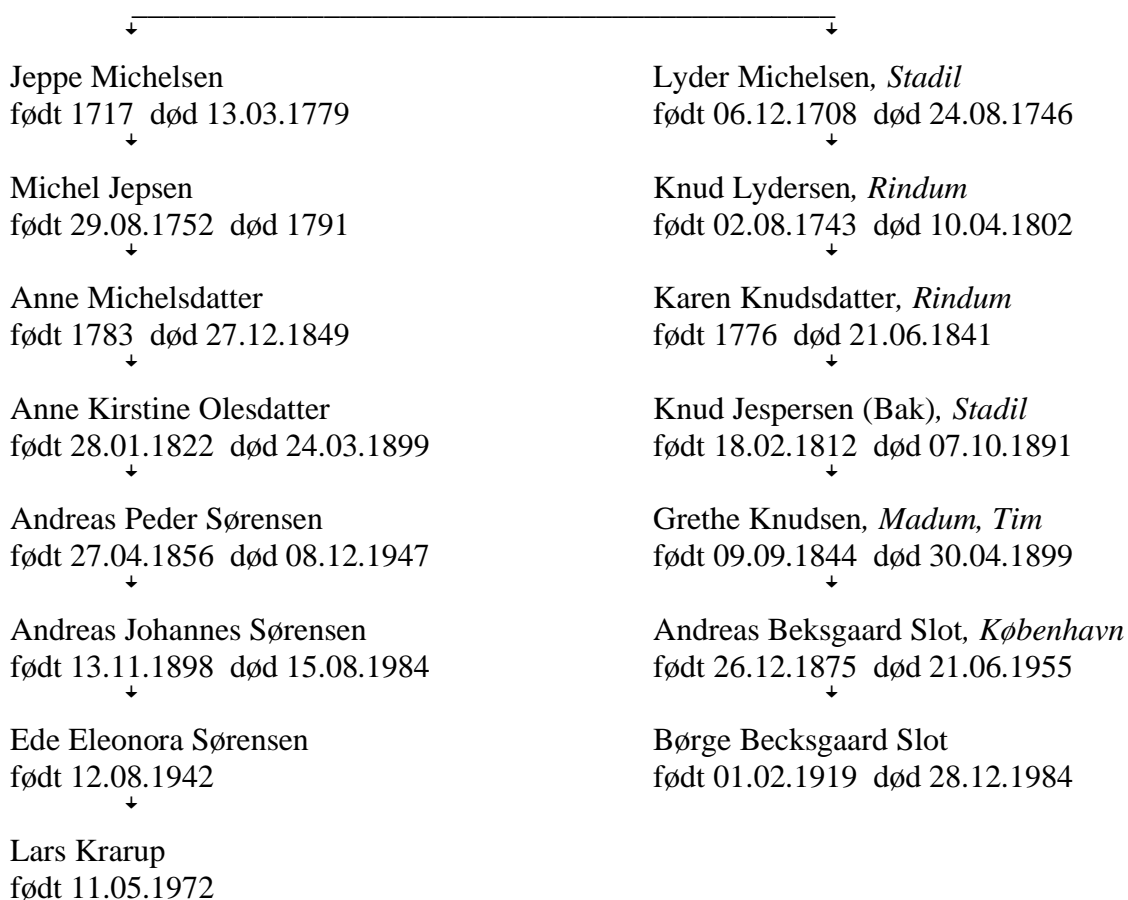 Jeppe Michelsen
født 1717 død 13.03.1779
Michel Jepsen
født 29.08.1752 død 1791
Anne Michelsdatter
født 1783 død 27.12.1849
Anne Kirstine Olesdatter
født 28.01.1822 død 24.03.1899
Andreas Peder Sørensen
født 27.04.1856 død 08.12.1947
Andreas Johannes Sørensen
født 13.11.1898 død 15.08.1984
Ede Eleonora Sørensen
født 12.08.1942
Lars Krarup
født 11.05.1972
Lyder Michelsen, Stadil
født 06.12.1708 død 24.08.1746
Knud Lydersen, Rindum
født 02.08.1743 død 10.04.1802
Karen Knudsdatter, Rindum
født 1776 død 21.06.1841
Knud Jespersen (Bak), Stadil
født 18.02.1812 død 07.10.1891
Grethe Knudsen, Madum, Tim
født 09.09.1844 død 30.04.1899
Andreas Beksgaard Slot, København
født 26.12.1875 død 21.06.1955
Børge Becksgaard Slot
født 01.02.1919 død 28.12.1984